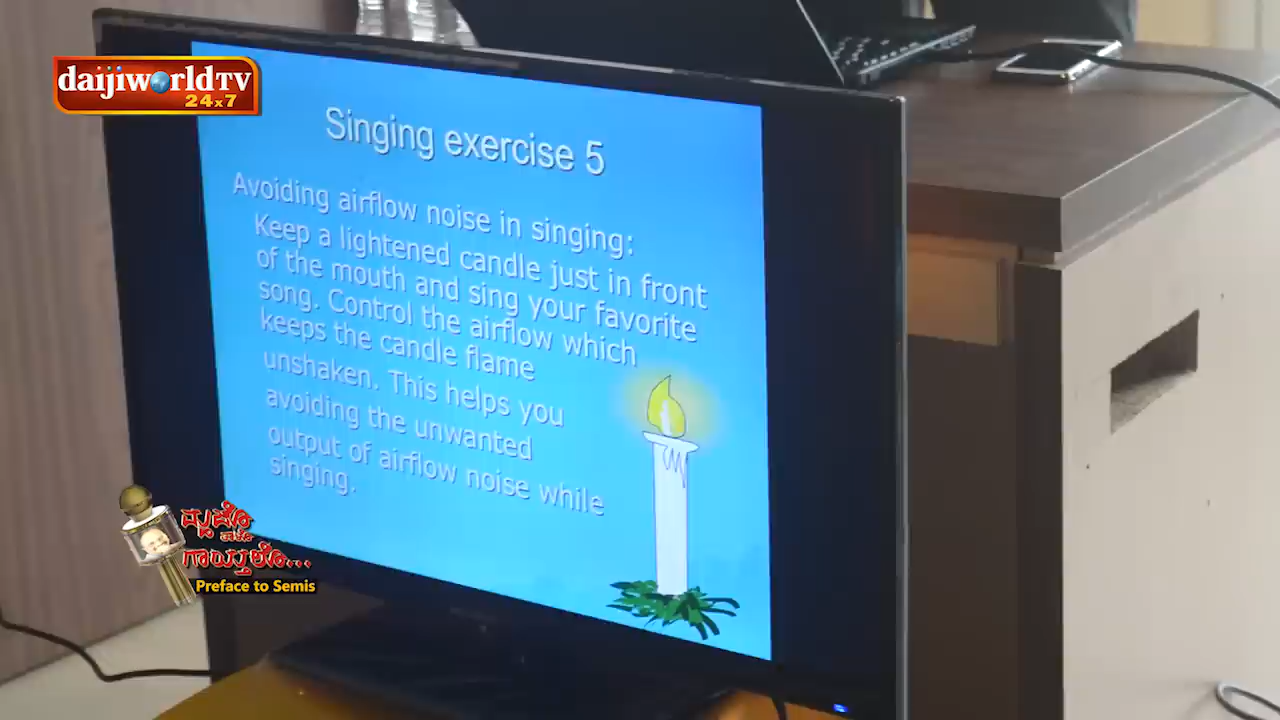 daijiworldTV
24x7
Singing exercise 5
Avoiding airflow noise in singing:
Keep a lightened candle just in front
of the mouth and sing your favorite
song. Control the airflow which
keeps the candle flame
unshaken. This helps you
avoiding the unwanted
output of airflow noise while
singing.
Preface to Semis